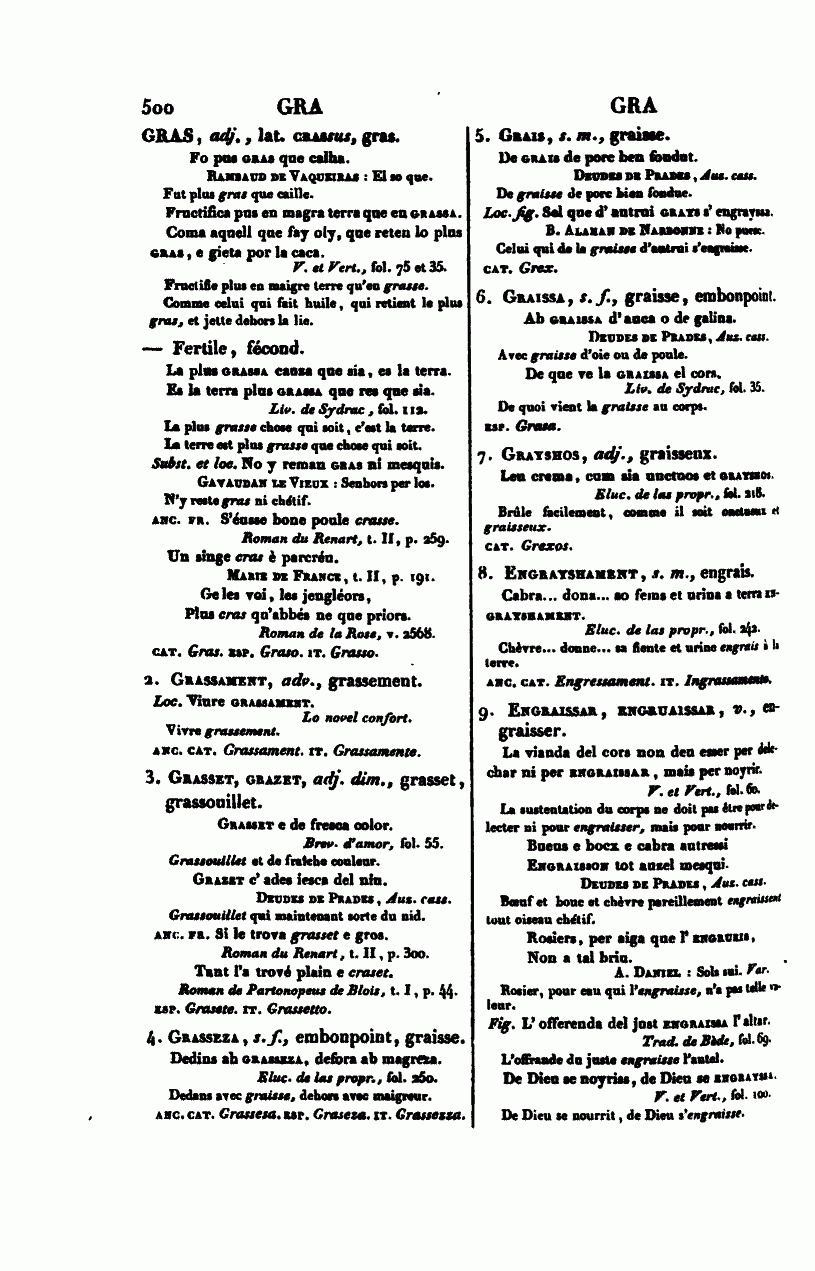 500 GRA GRA
GRAS, adj., lat. CRASSUS, gras.
Fo pus GRAS que calha.
RAMBAUD DE VAQUEIRAS : El so que.
Fut plus gras que caille.
Fructifica pus en magra terra que en GRASSA.
Coma aquell que fay oly, que reten lo plus
GRAS, e gieta por la caca.
V. et Vert., fol. 75 et 35.
Fructifie plus en maigre terre qu'en grasse.
Comme celui qui fait huile, qui retient le plus
gras, et jette dehors la lie.
— Fertile, fécond.
La plus GRASSA causa que sia, es la terra.
Es la terra plus GRASSA que res que sia.
Liv. de Sydrac, fol. 112.
La plus grasse chose qui soit, c'est la terre.
La terre est plus grasse que chose qui soit.
Subst. et loc. No y reman GRAS ni mesquis.
GAVAUDAN LE VIEUX : Senhors per los.
N'y reste gras ni chétif.
ANC. FR. S'éusse bone poule crasse.
Roman du Renart, t. II, p. 259.
Un singe cras è parcréu.
MARIE DE FRANCE, t. II, p. 191.
Ge les voi, les jengléors,
Plus cras qu'abbés ne que priors.
Roman de la Rose, v. 2568.
CAT. Gras. ESP. Graso. IT. Grasso.
2. GRASSAMENT, adv., grassement.
Loc. Viure GRASSAMENT.
Lo novel confort.
Vivre grassement.
ANC. CAT. Grassament. IT. Grassamente.
3. GRASSET, GRAZET, adj. dim., grasset,
grassouillet.
GRASSET e de fresca color.
Brev. d'amor, fol. 55.
Grassouillet et de fraîche couleur.
GRAZET c' ades iesca del niu.
DEUDES DE PRADES, Aus. cass.
Grassouillet qui maintenant sorte du nid.
ANC. FR. Si le trova grasset e gros.
Roman du Renart, t. II, p. 300.
Tant l'a trové plain e craset.
Roman de Partonopeus de Blois, t. I, p. 44.
ESP. Grasete. IT. Grassetto.
4. GRASSEZA, s. f., embonpoint, graisse.
Dedins ab GRASSEZA, defora ab magreza.
Eluc. de las propr., fol. 260.
Dedans avec graisse, dehors avec maigreur.
ANC. CAT. Grassesa. ESP. Graseza. IT. Grassezza.
5. GRAIS, s. m., graisse.
De GRAIS de porc ben fondut.
DEUDES DE PRADES, Aus. cass.
De graisse de porc bien fondue.
Loc. fig. Sel que d' autrui GRAYS s' engrayssa.
B. ALAHAN DE NARBONNE : No puesc.
Celui qui de la graisse d'autrui s'engraisse.
CAT. Grex.
6. GRAISSA, s. f., graisse, embonpoint.
Ab GRAISSA d'auca o de galina.
DEUDES DE PRADES, Aus. cass.
Avec graisse d'oie ou de poule.
De que ve la GRAISSA el cors.
Liv. de Sydrac, fol. 35.
De quoi vient la graisse au corps.
ESP. Grasa.
7. GRAYSHOS, adj., graisseux.
Leu crema, cum sia unctuos et GRAYSHOS.
Eluc. de las propr., fol. 218.
Brûle facilement, comme il soit onctueux et
graisseux.
CAT. Grexos.
8. ENGRAYSHAMENT, s. m., engrais.
Cabra... dona... so fems et urina a terra EN-
GRAYSHAMENT.
Eluc. de las propr., fol. 242.
Chèvre... donne... sa fiente et urine engrais à la
terre.
ANC. CAT. Engressament. IT. Ingrassamento.
9. ENGRAISSAR, ENGRUAISSAR, v., en-
graisser.
La vianda del cors non deu esser per delc-
char ni per ENGRAISSAR, mais per noyrir.
V. et Vert., fol. 60.
La sustentation du corps ne doit pas être pour dé-
lecter ni pour engraisser, mais pour nourrir.
Bueus e bocx e cabra autressi
ENGRAISSON tot auzel mesqui.
DEUDES DE PRADES, Aus. cass.
Bœuf et bouc et chèvre pareillement engraissent
tout oiseau chétif.
Rosiers, per aiga que l' ENGRUEIS,
Non a tal briu.
A. DANIEL : Sols sui. Var.
Rosier, pour eau qui l'engraisse, n'a pas telle va-
leur.
Fig. L' offerenda del just ENGRAISSA l'altar.
Trad. de Bède, fol. 69.
L'offrande du juste engraisse l'autel.
De Dieu se noyriss, de Dieu se ENGRAYSSA.
V. et Vert., fol. 100.
De Dieu se nourrit, de Dieu s'engraisse.